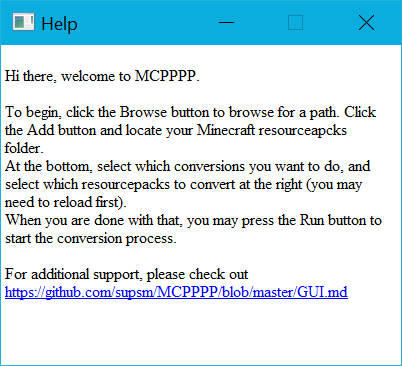 Help
Hi there, welcome to MCPPPP.
To begin, click the Browse button to browse for a path. Click
the Add button and locate your Minecraft resourceapcks
folder.
At the bottom, select which conversions you want to do, and
select which resourcepacks to convert at the right (you may
need to reload first).
When you are done with that, you may press the Run button to
start the conversion process.
For additional support, please check out
https://github.com/supsm/MCPPPP/blob/master/GUI.md